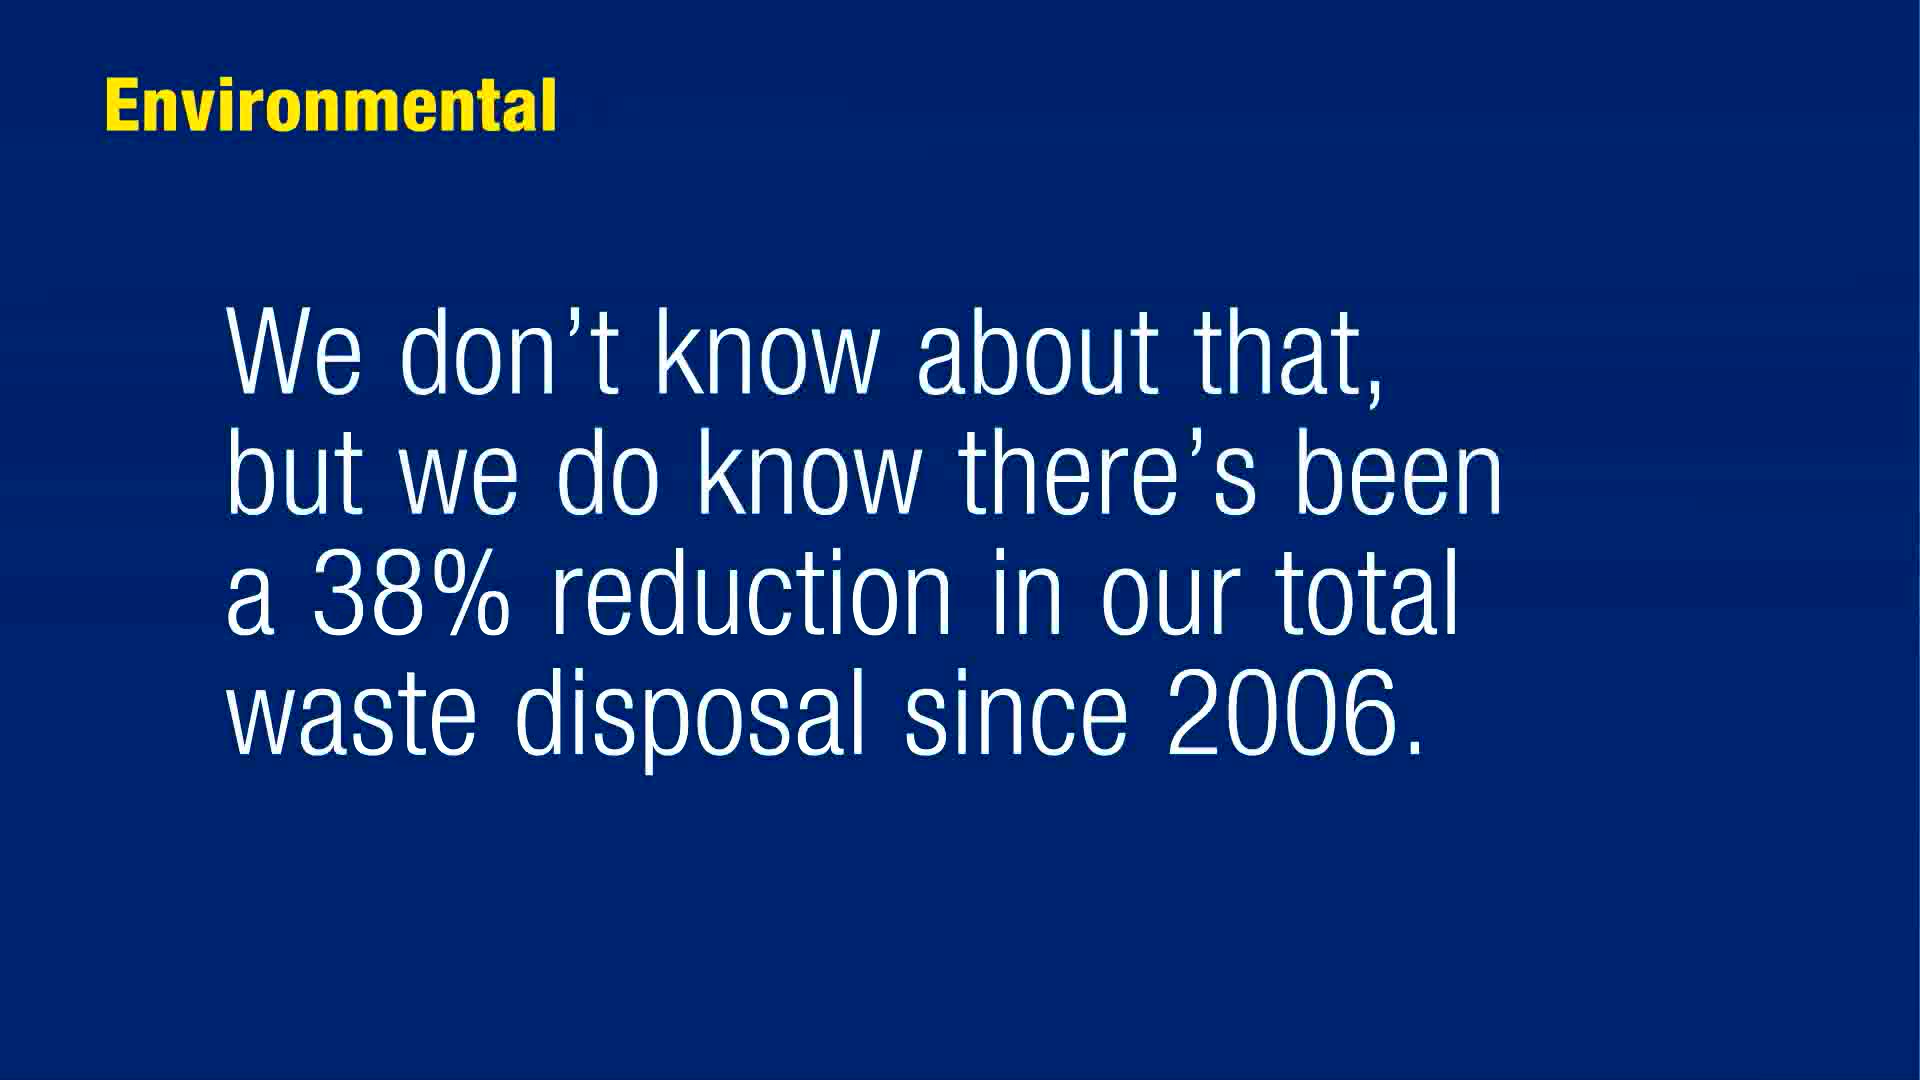 Environmental
We don’t know about that,
but we do know there’s been
a 38% reduction in our total
waste disposal since 2006.